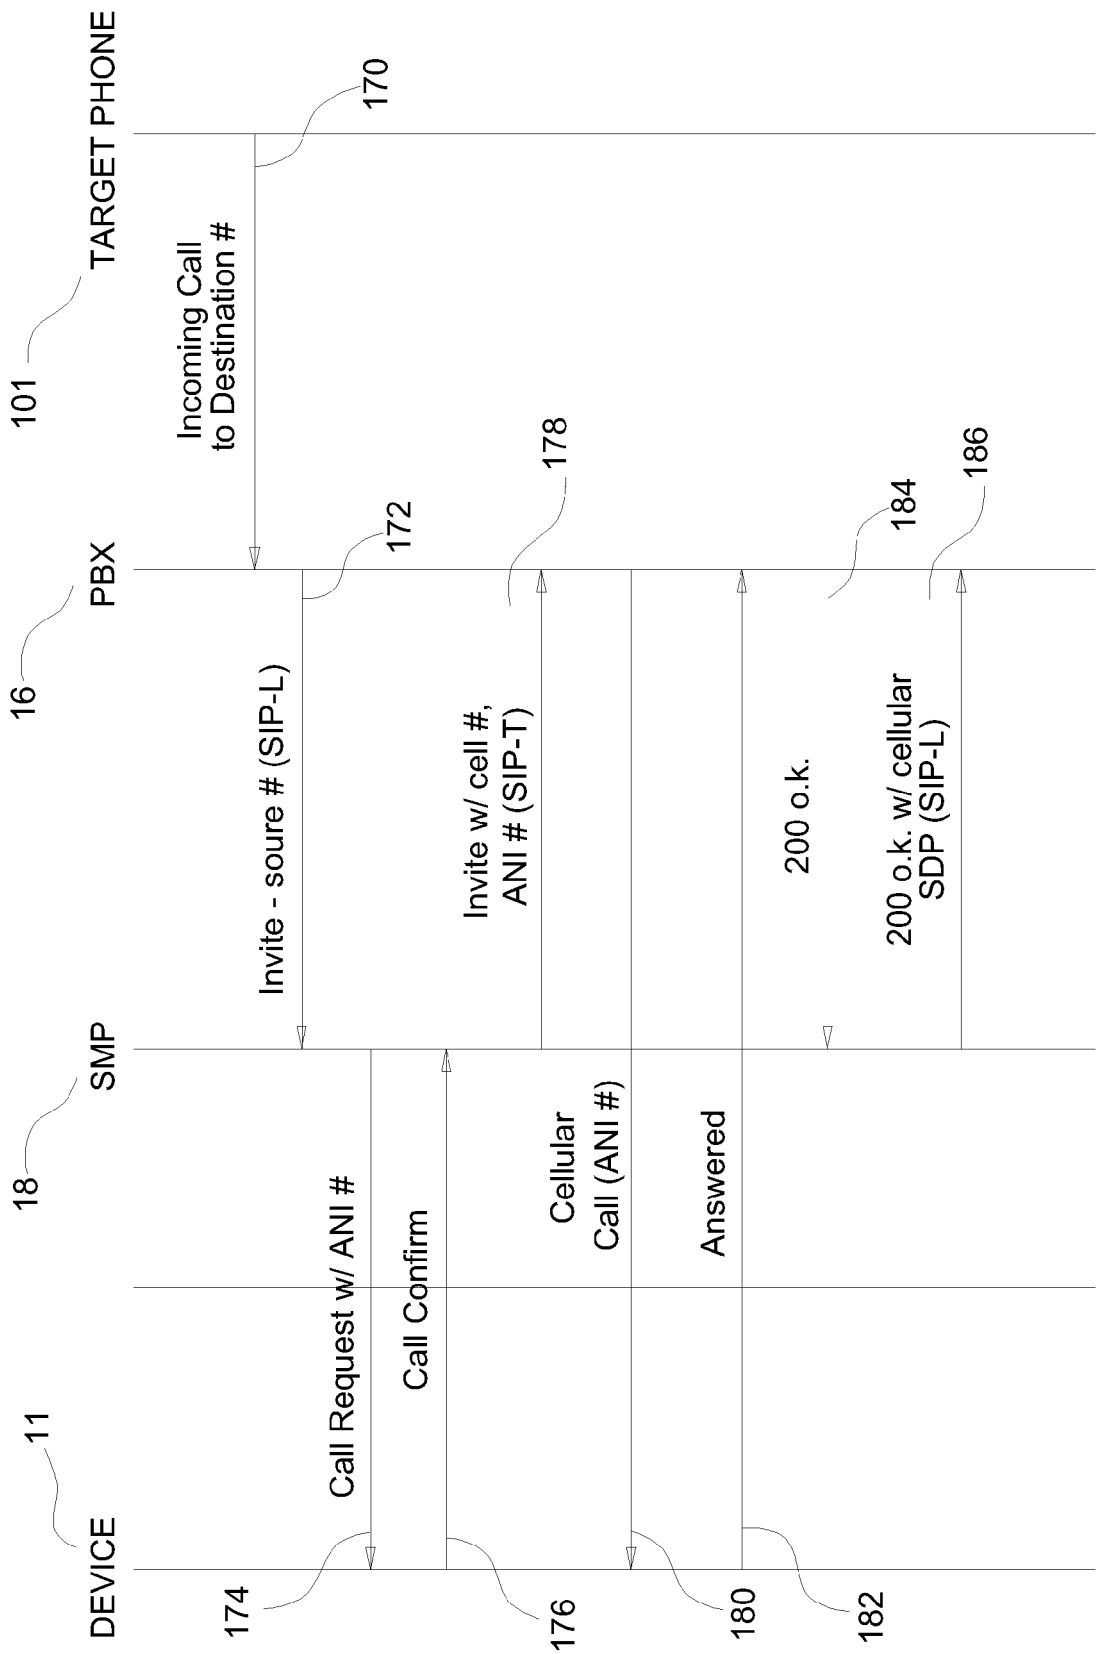 DEVICE
11
18
SMP
16
PBX
101
TARGET PHONE
Incoming Call
to Destination #
170
Invite - soure # (SIP-L)
172
174
Call Request w/ ANI #
Call Confirm
176
Invite w/ cell #,
ANI # (SIP-T)
178
Cellular
Call (ANI #)
180
Answered
182
200 o.k.
184
200 o.k. w/ cellular
SDP (SIP-L)
186